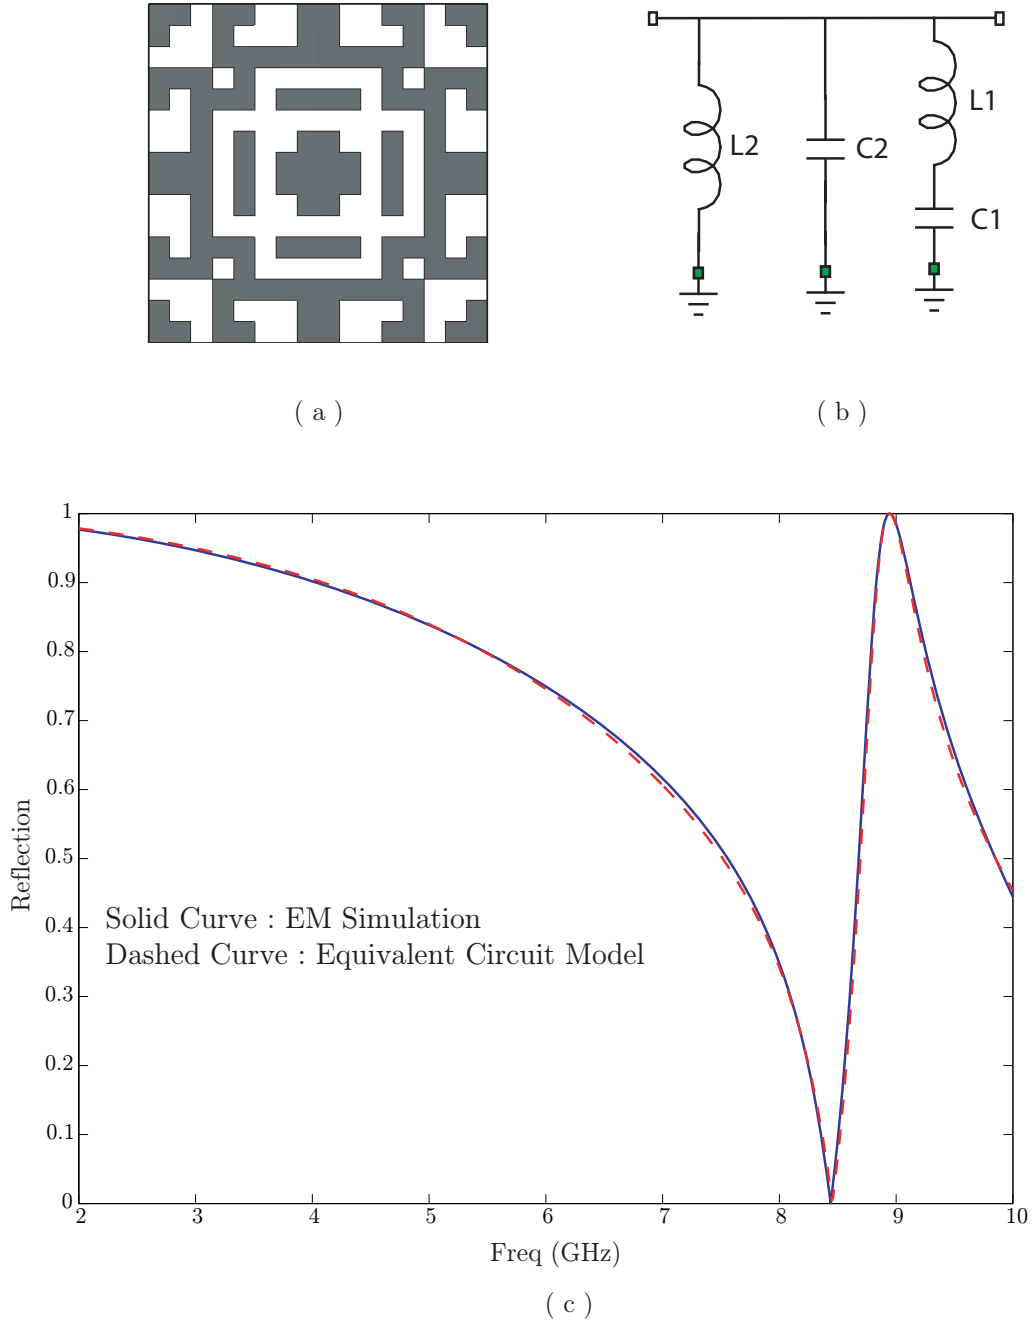 L1
L2
C2
C1
( a )
( b )
1
0.9
0.8
0.7
0.6
0.5
0.4
0.3
0.2
0.1
0
Reflection
Solid Curve : EM Simulation
Dashed Curve : Equivalent Circuit Model
2 3 4 5 6 7 8 9 10
Freq (GHz)
( c )